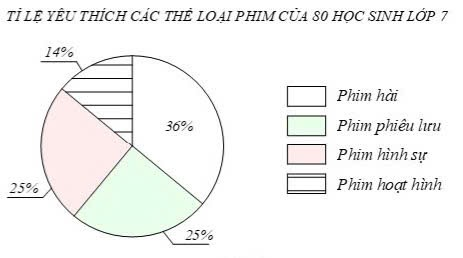 TỈ LỆ YÊU THÍCH CÁC THỂ LOẠI PHIM CỦA 80 HỌC SINH LỚP 7
14%
36%
25%
25%
Phim hài
Phim phiêu lưu
Phim hình sự
Phim hoạt hình